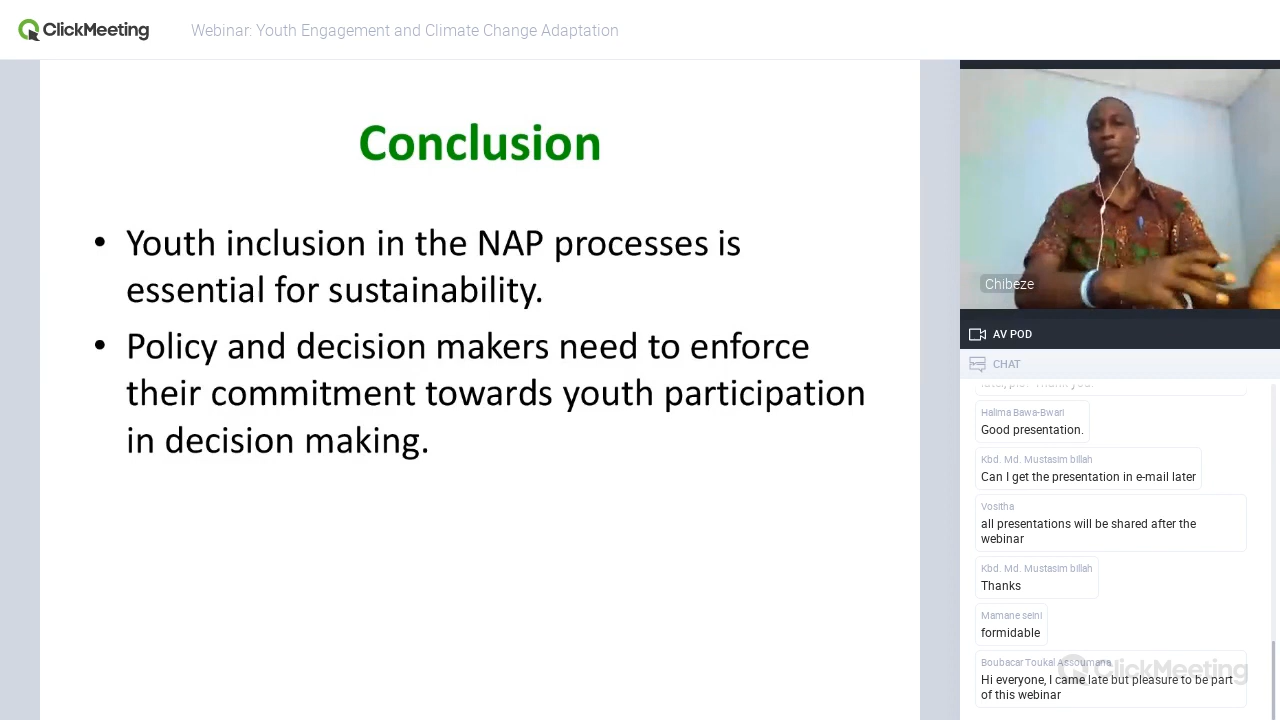 ClickMeeting
Webinar: Youth Engagement and Climate Change Adaptation
Conclusion
• Youth inclusion in the NAP processes is
essential for sustainability.
• Policy and decision makers need to enforce
their commitment towards youth participation
in decision making.
Chibeze
AV POD
CHAT
Halima Bawa-Bwari
Good presentation.
Kbd. Md. Mustasim billah
Can I get the presentation in e-mail later
Vositha
all presentations will be shared after the
webinar
Kbd. Md. Mustasim billah
Thanks
Mamane seini
formidable
Boubacar Toukal Assoumana
ClickMeeting
Hi everyone, I came late but pleasure to be part
of this webinar